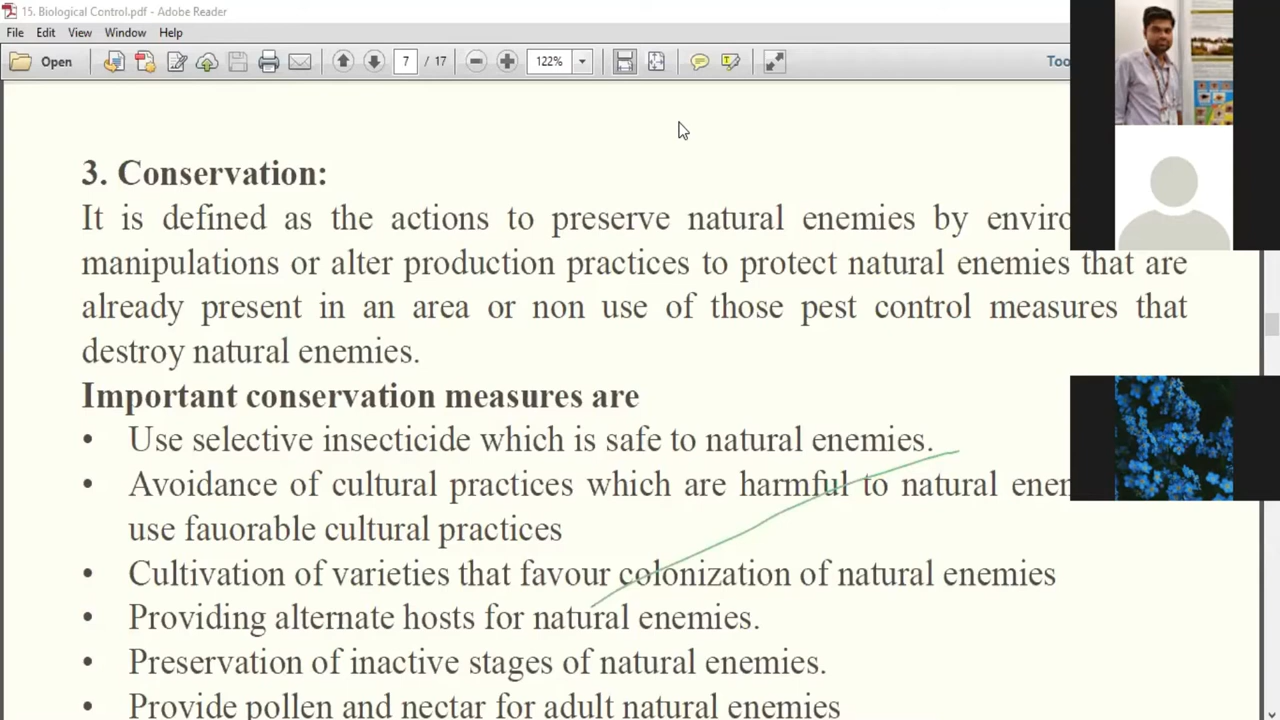 15. Biological Control.pdf - Adobe Reader
File Edit View Window Help
Open 7 / 17 122% Too
3. Conservation:
It is defined as the actions to preserve natural enemies by enviro
manipulations or alter production practices to protect natural enemies that are
already present in an area or non use of those pest control measures that
destroy natural enemies.
Important conservation measures are
• Use selective insecticide which is safe to natural enemies.
• Avoidance of cultural practices which are harmful to natural enem
use fauorable cultural practices
• Cultivation of varieties that favour colonization of natural enemies
• Providing alternate hosts for natural enemies.
• Preservation of inactive stages of natural enemies.
• Provide pollen and nectar for adult natural enemies